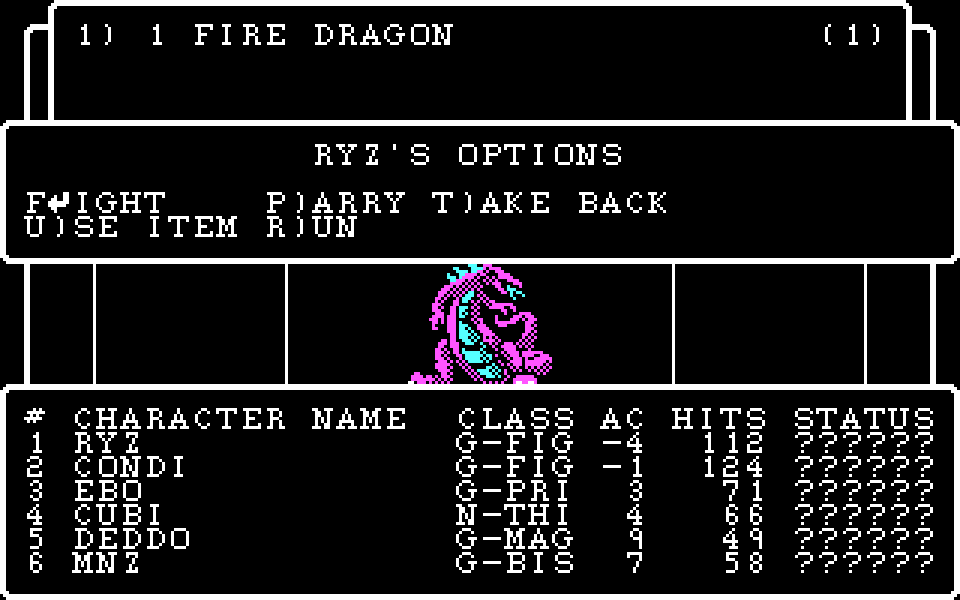 1) 1 FIRE DRAGON (1)
RYZ'S OPTIONS
F↵IGHT P)ARRY T)AKE BACK
U)SE ITEM R)UN
# CHARACTER NAME CLASS AC HITS STATUS
1 RYZ G-FIG -4 112 ??????
2 CONDI G-FIG -1 124 ??????
3 EBO G-PRI 3 71 ??????
4 CUBI N-THI 4 66 ??????
5 DEDDO G-MAG 9 49 ??????
6 MNZ G-BIS 7 58 ??????